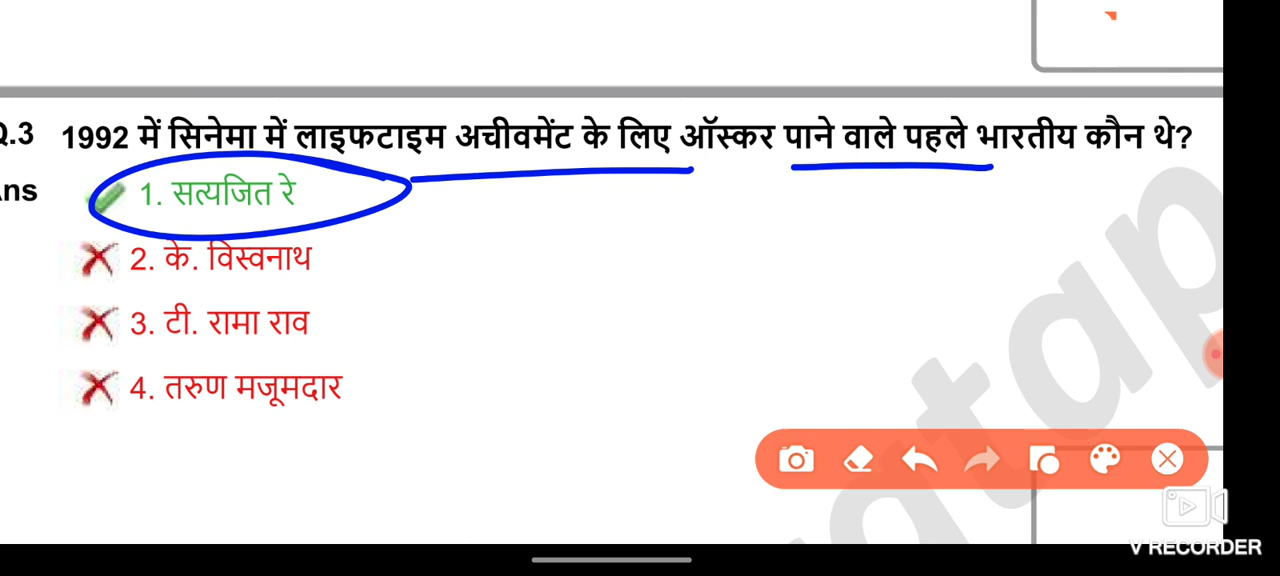 Q.3 1992 में सिनेमा में लाइफटाइम अचीवमेंट के लिए ऑस्कर पाने वाले पहले भारतीय कौन थे?
Ans
1. सत्यजित रे
2. के. विस्वनाथ
3. टी. रामा राव
4. तरुण मजूमदार
V RECORDER